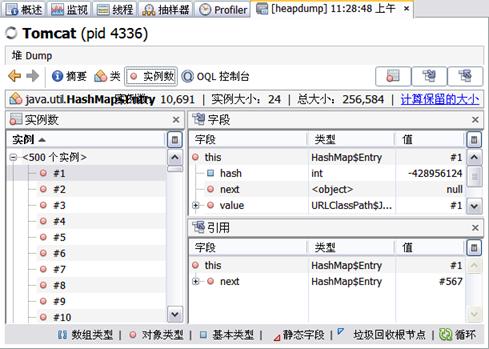 概述 监视 线程 抽样器 Profiler [heapdump] 11:28:48 上午
Tomcat (pid 4336)
堆 Dump
摘要 类 实例数 OQL 控制台
java.util.HashMap$Entry 10,691 | 实例大小: 24 | 总大小: 256,584 | 计算保留的大小
实例数
实例
<500 个实例>
#1
#2
#3
#4
#5
#6
#7
#8
#9
#10
字段
字段 类型 值
this HashMap$Entry #1
hash int -428956124
next <object> null
value URLClassPath$J... #1
引用
字段 类型 值
this HashMap$Entry #1
next HashMap$Entry #567
数组类型 | 对象类型 | 基本类型 | 静态字段 | 垃圾回收根节点 | 循环